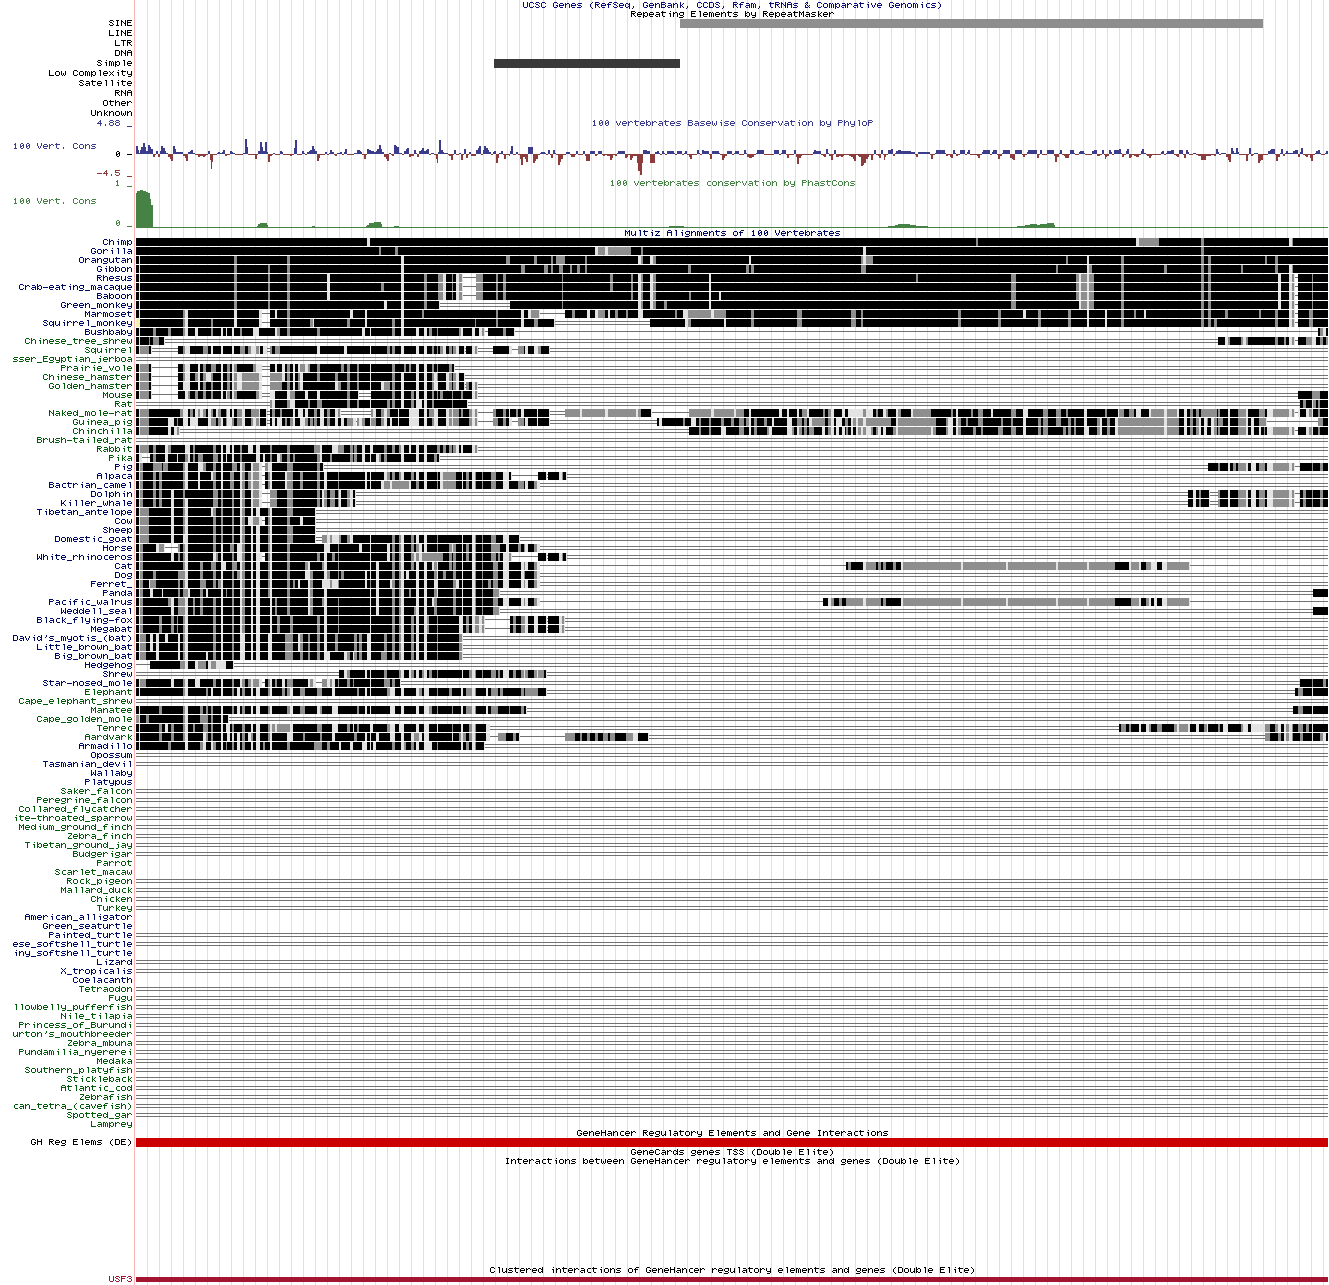 UCSC Genes (RefSeq, GenBank, CCDS, Rfam, tRNAs & Comparative Genomics)
Repeating Elements by RepeatMasker
SINE
LINE
LTR
DNA
Simple
Low Complexity
Satellite
RNA
Other
Unknown
4.88 _
100 vertebrates Basewise Conservation by PhyloP
100 Vert. Cons
0 _
-4.5 _
100 vertebrates conservation by PhastCons
1 _
100 Vert. Cons
0 _
Multiz Alignments of 100 Vertebrates
Chimp
Gorilla
Orangutan
Gibbon
Rhesus
Crab-eating_macaque
Baboon
Green_monkey
Marmoset
Squirrel_monkey
Bushbaby
Chinese_tree_shrew
Squirrel
sser_Egyptian_jerboa
Prairie_vole
Chinese_hamster
Golden_hamster
Mouse
Rat
Naked_mole-rat
Guinea_pig
Chinchilla
Brush-tailed_rat
Rabbit
Pika
Pig
Alpaca
Bactrian_camel
Dolphin
Killer_whale
Tibetan_antelope
Cow
Sheep
Domestic_goat
Horse
White_rhinoceros
Cat
Dog
Ferret_
Panda
Pacific_walrus
Weddell_seal
Black_flying-fox
Megabat
David's_myotis_(bat)
Little_brown_bat
Big_brown_bat
Hedgehog
Shrew
Star-nosed_mole
Elephant
Cape_elephant_shrew
Manatee
Cape_golden_mole
Tenrec
Aardvark
Armadillo
Opossum
Tasmanian_devil
Wallaby
Platypus
Saker_falcon
Peregrine_falcon
Collared_flycatcher
ite-throated_sparrow
Medium_ground_finch
Zebra_finch
Tibetan_ground_jay
Budgerigar
Parrot
Scarlet_macaw
Rock_pigeon
Mallard_duck
Chicken
Turkey
American_alligator
Green_seaturtle
Painted_turtle
ese_softshell_turtle
iny_softshell_turtle
Lizard
X_tropicalis
Coelacanth
Tetraodon
Fugu
llowbelly_pufferfish
Nile_tilapia
Princess_of_Burundi
urton's_mouthbreeder
Zebra_mbuna
Pundamilia_nyererei
Medaka
Southern_platyfish
Stickleback
Atlantic_cod
Zebrafish
can_tetra_(cavefish)
Spotted_gar
Lamprey
GeneHancer Regulatory Elements and Gene Interactions
GH Reg Elems (DE)
GeneCards genes TSS (Double Elite)
Interactions between GeneHancer regulatory elements and genes (Double Elite)
Clustered interactions of GeneHancer regulatory elements and genes (Double Elite)
USF3